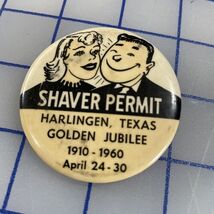 SHAVER PERMIT
HARLINGEN, TEXAS
GOLDEN JUBILEE
1910 - 1960
April 24 - 30